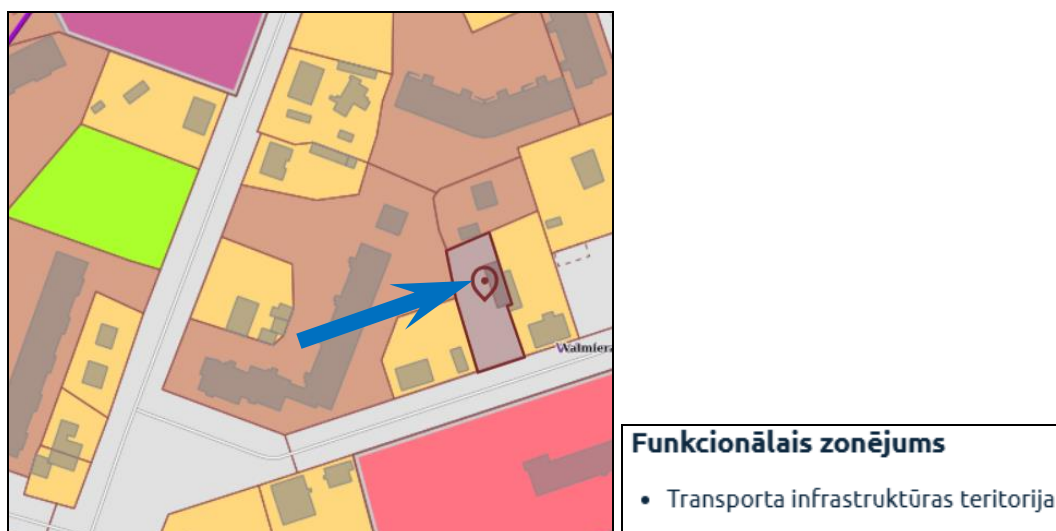 Funkcionālais zonējums
• Transporta infrastruktūras teritorija